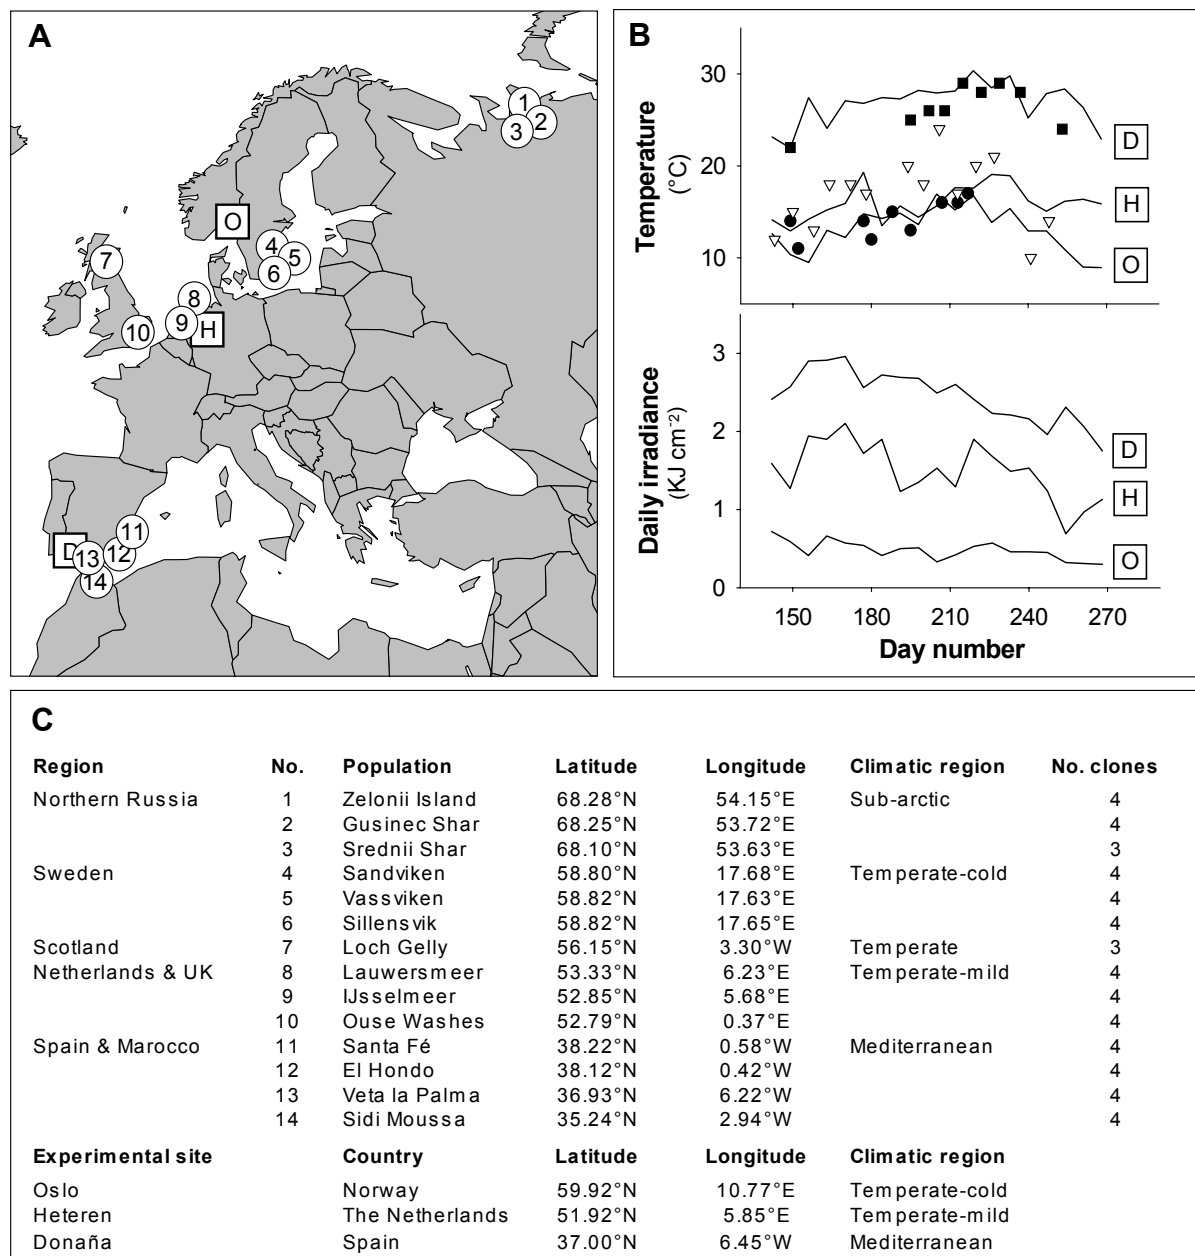 A
1
2
3
O
4
5
6
7
8
9
H
10
11
12
D
13
14
B
Temperature
(°C)
30
20
10
D
H
O
Daily irradiance
(KJ cm-2)
3
2
1
0
D
H
O
150 180 210 240 270
Day number
C
Region No. Population Latitude Longitude Climatic region No. clones
Northern Russia 1 Zelonii Island 68.28°N 54.15°E Sub-arctic 4
2 Gusinec Shar 68.25°N 53.72°E 4
3 Srednii Shar 68.10°N 53.63°E 3
Sweden 4 Sandviken 58.80°N 17.68°E Temperate-cold 4
5 Vassviken 58.82°N 17.63°E 4
6 Sillensvik 58.82°N 17.65°E 4
Scotland 7 Loch Gelly 56.15°N 3.30°W Temperate 3
Netherlands & UK 8 Lauwersmeer 53.33°N 6.23°E Temperate-mild 4
9 IJsselmeer 52.85°N 5.68°E 4
10 Ouse Washes 52.79°N 0.37°E 4
Spain & Marocco 11 Santa Fé 38.22°N 0.58°W Mediterranean 4
12 El Hondo 38.12°N 0.42°W 4
13 Veta la Palma 36.93°N 6.22°W 4
14 Sidi Moussa 35.24°N 2.94°W 4
Experimental site Country Latitude Longitude Climatic region
Oslo Norway 59.92°N 10.77°E Temperate-cold
Heteren The Netherlands 51.92°N 5.85°E Temperate-mild
Donaña Spain 37.00°N 6.45°W Mediterranean